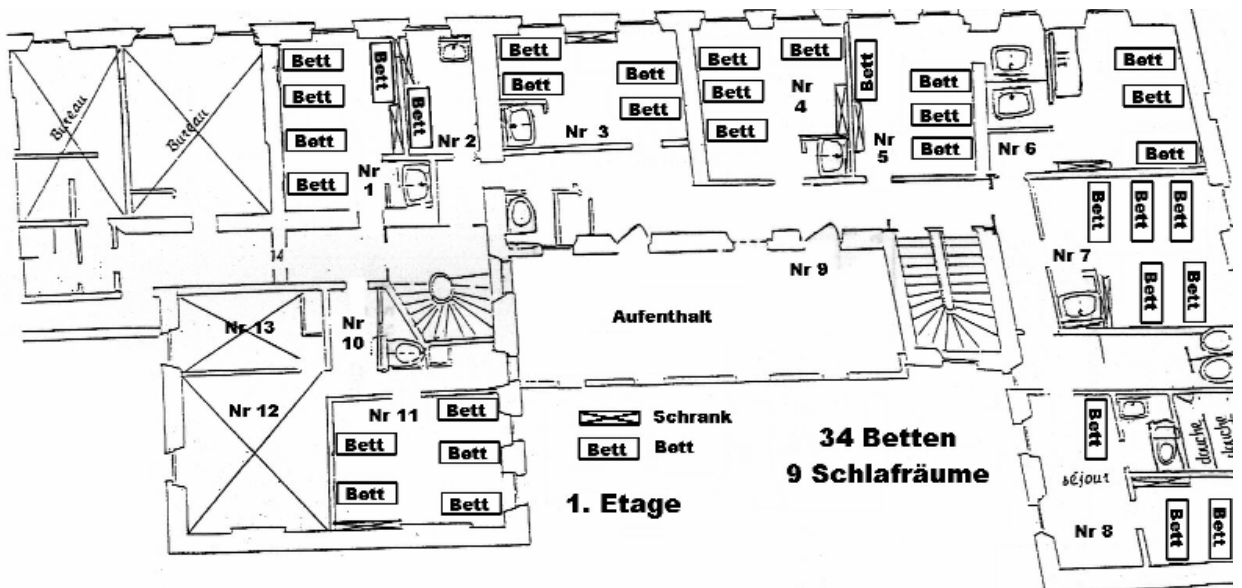 Bureau
Bureau
Bett
Bett
Bett
Bett
Bett
Nr
1
Bett
Nr 2
Bett
Bett
Bett
Bett
Nr 3
Bett
Bett
Bett
Bett
Nr
4
Bett
Bett
Bett
Bett
Nr
5
lit
Bett
Bett
Bett
Nr 6
Bett
Bett
Bett
Bett
Bett
Nr 7
14
Nr 9
Aufenthalt
Nr 13
Nr
10
Nr 12
Nr 11
Bett
Bett
Bett
Bett
Bett
Schrank
Bett
Bett
1. Etage
34 Betten
9 Schlafräume
Bett
séjour
douche
douche
Nr 8
Bett
Bett